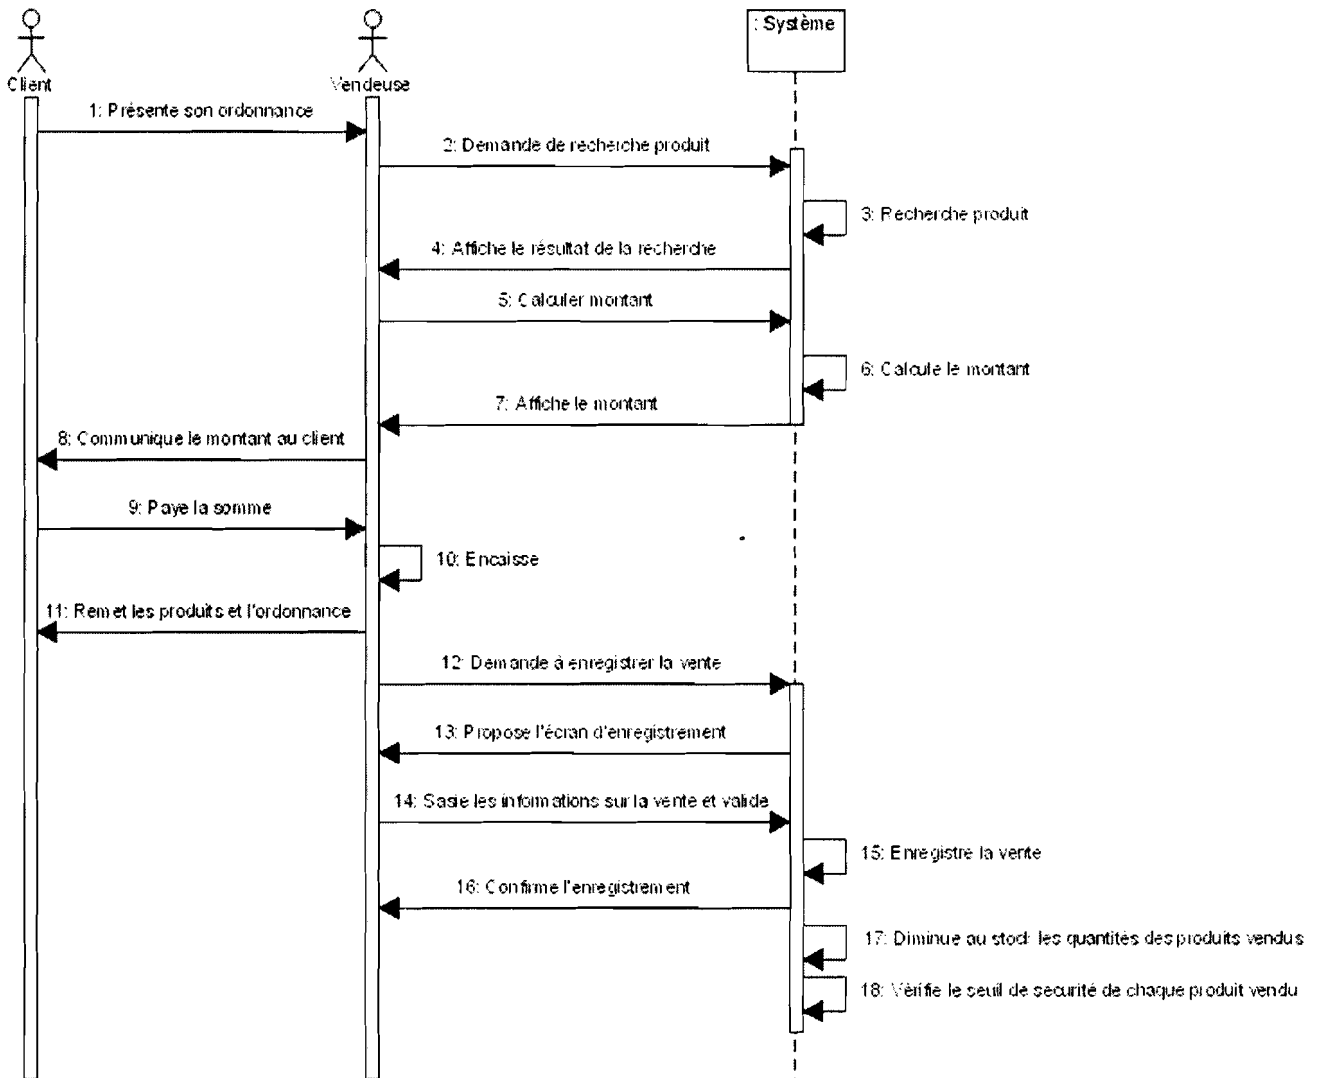 : Système
Client
Vendeuse
1: Présente son ordonnance
2: Demande de recherche produit
3: Recherche produit
4: Affiche le résultat de la recherche
5: Calculer montant
6: Calcule le montant
7: Affiche le montant
8: Communique le montant au client
9: Paye la somme
10: Encaisse
11: Remet les produits et l'ordonnance
12: Demande à enregistrer la vente
13: Propose l'écran d'enregistrement
14: Sasie les informations sur la vente et valide
15: Enregistre la vente
16: Confirme l'enregistrement
17: Diminue au stock les quantités des produits vendus
18: Vérifie le seuil de securité de chaque produit vendu